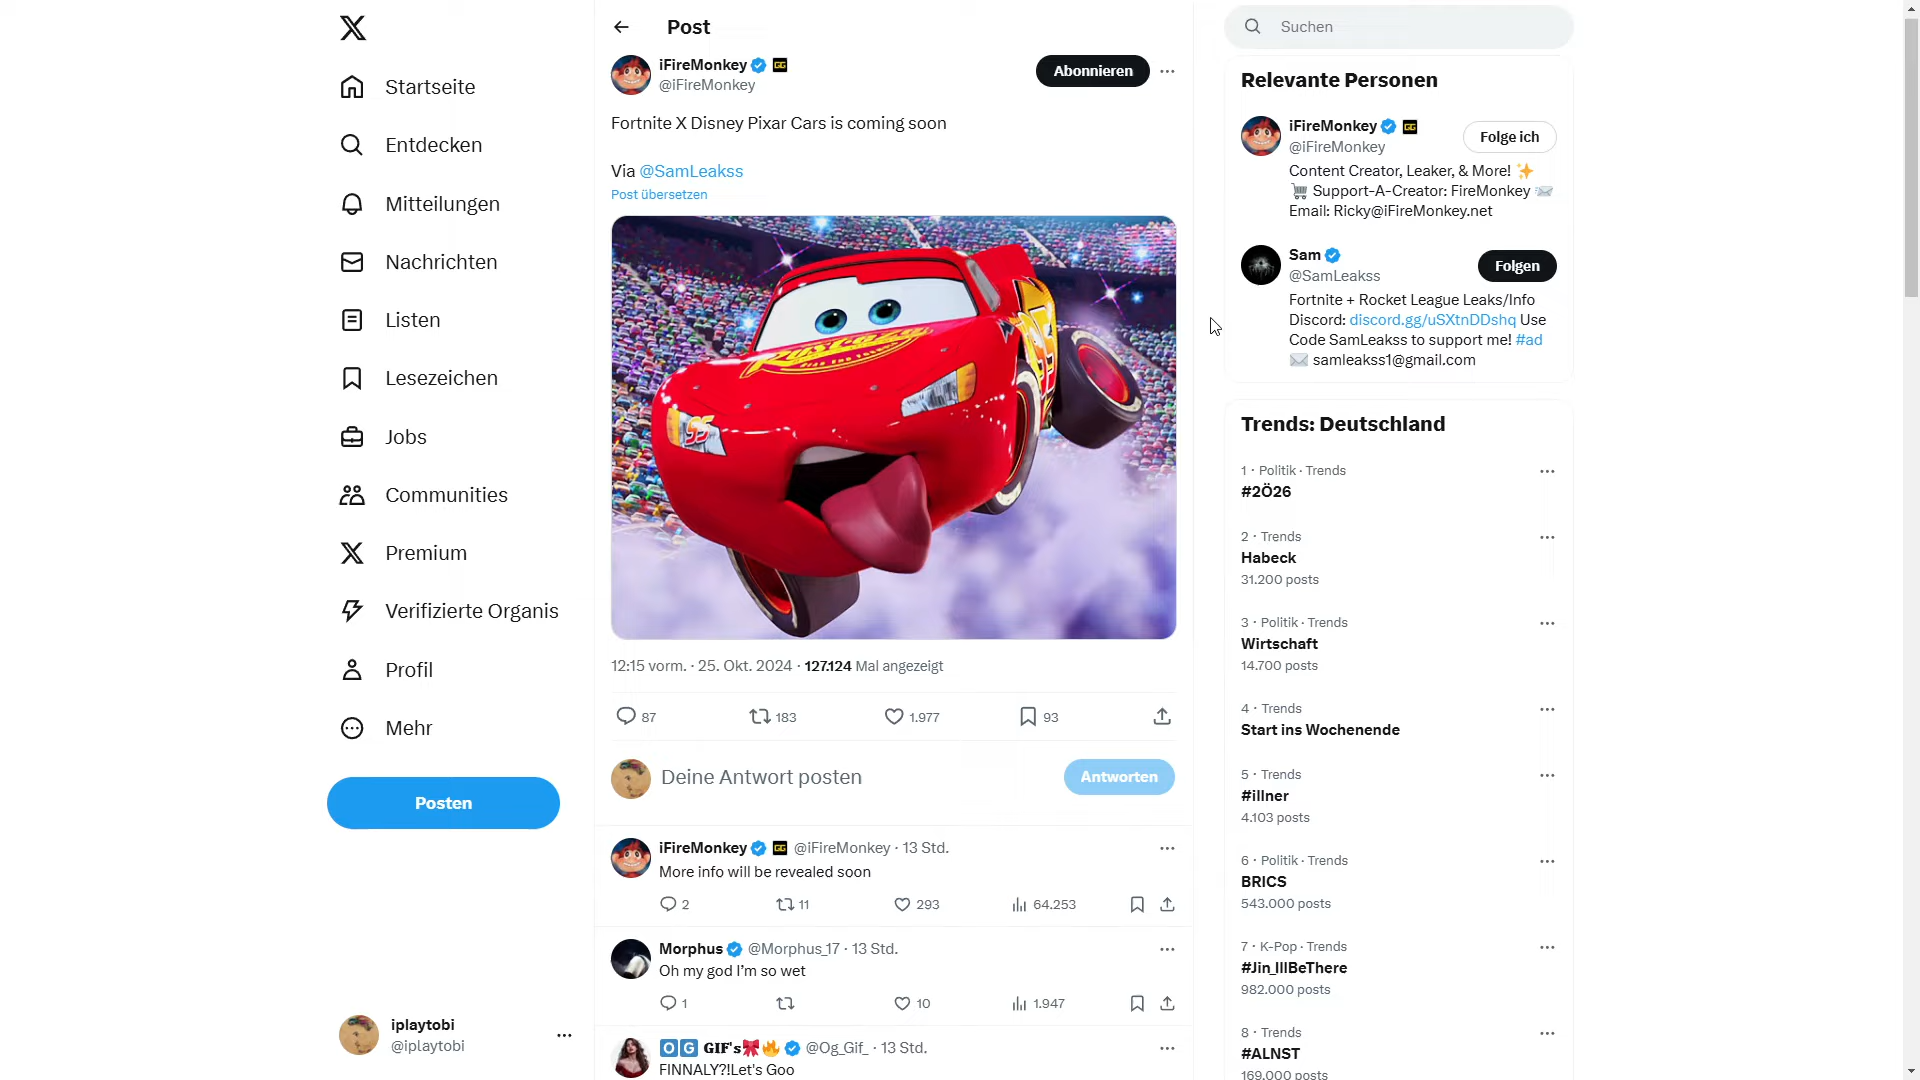 Startseite
Entdecken
Mitteilungen
Nachrichten
Listen
Lesezeichen
Jobs
Communities
Premium
Verifizierte Organis
Profil
Mehr
Posten
iplaytobi
@iplaytobi
Post
iFireMonkey
@iFireMonkey
Abonnieren
Fortnite X Disney Pixar Cars is coming soon
Via @SamLeakss
Post übersetzen
Rusteze
95
12:15 vorm. · 25. Okt. 2024 · 127.124 Mal angezeigt
87 183 1.977 93
Deine Antwort posten
Antworten
iFireMonkey @iFireMonkey · 13 Std.
More info will be revealed soon
2 11 293 64.253
Morphus @Morphus_17 · 13 Std.
Oh my god I’m so wet
1 10 1.947
OG GIF's @Og_Gif_ · 13 Std.
FINNALY?!Let's Goo
Suchen
Relevante Personen
iFireMonkey
@iFireMonkey
Folge ich
Content Creator, Leaker, & More!
Support-A-Creator: FireMonkey
Email: Ricky@iFireMonkey.net
Sam
@SamLeakss
Folgen
Fortnite + Rocket League Leaks/Info
Discord: discord.gg/uSXtnDDshq Use
Code SamLeakss to support me! #ad
samleakss1@gmail.com
Trends: Deutschland
1 · Politik · Trends
#2Ö26
2 · Trends
Habeck
31.200 posts
3 · Politik · Trends
Wirtschaft
14.700 posts
4 · Trends
Start ins Wochenende
5 · Trends
#illner
4.103 posts
6 · Politik · Trends
BRICS
543.000 posts
7 · K-Pop · Trends
#Jin_IllBeThere
982.000 posts
8 · Trends
#ALNST
169.000 posts